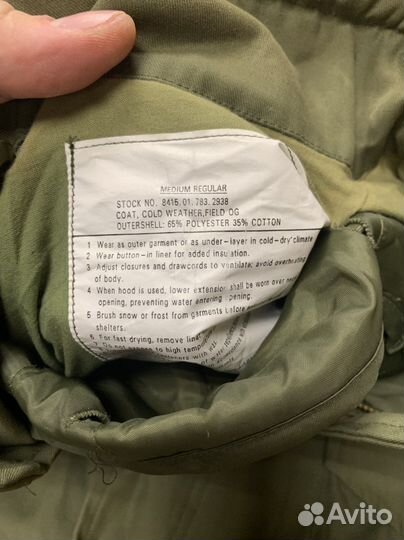 MEDIUM REGULAR
STOCK NO. 8415.01.783.2938
COAT, COLD WEATHER,FIELD OG
OUTERSHELL: 65% POLYESTER 35% COTTON
1 Wear as outer garment or as under-layer in cold-dry climate
2 Wear button-in liner for added insulation.
3 Adjust closures and drawcords to ventilate; avoid overheating
of body.
4 When hood is used, lower extension shall be worn over neck
opening, preventing water entering opening.
5 Brush snow or frost from garments before
shelters.
6 For fast drying, remove
7 Do not high
Avito